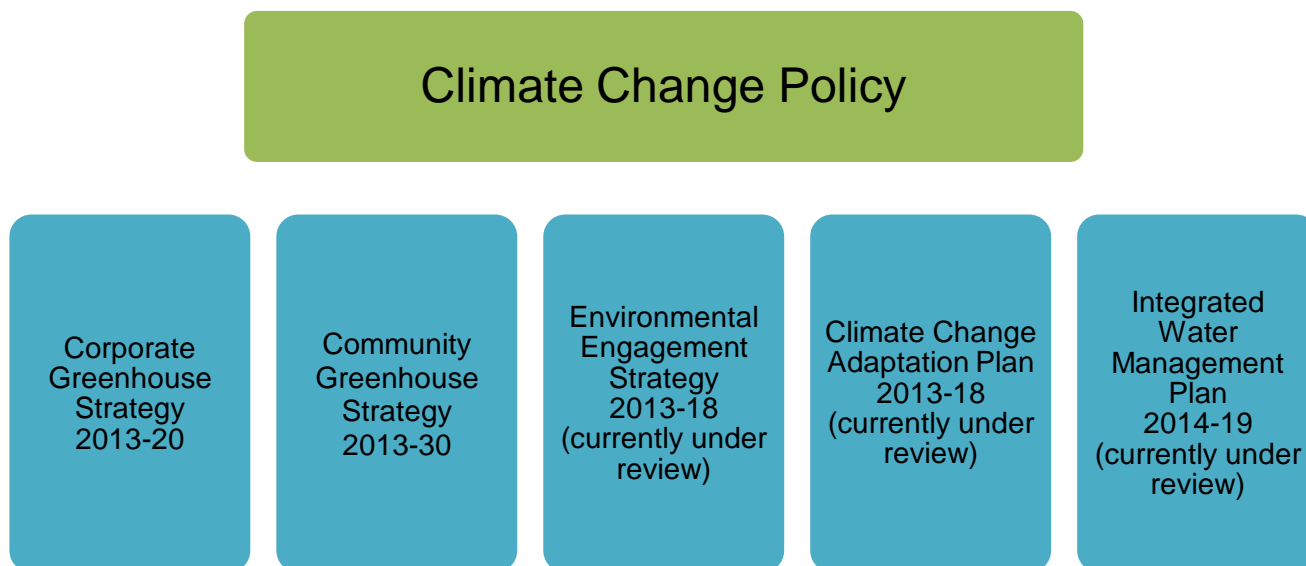 Climate Change Policy
Corporate
Greenhouse
Strategy
2013-20
Community
Greenhouse
Strategy
2013-30
Environmental
Engagement
Strategy
2013-18
(currently under
review)
Climate Change
Adaptation Plan
2013-18
(currently under
review)
Integrated
Water
Management
Plan
2014-19
(currently under
review)